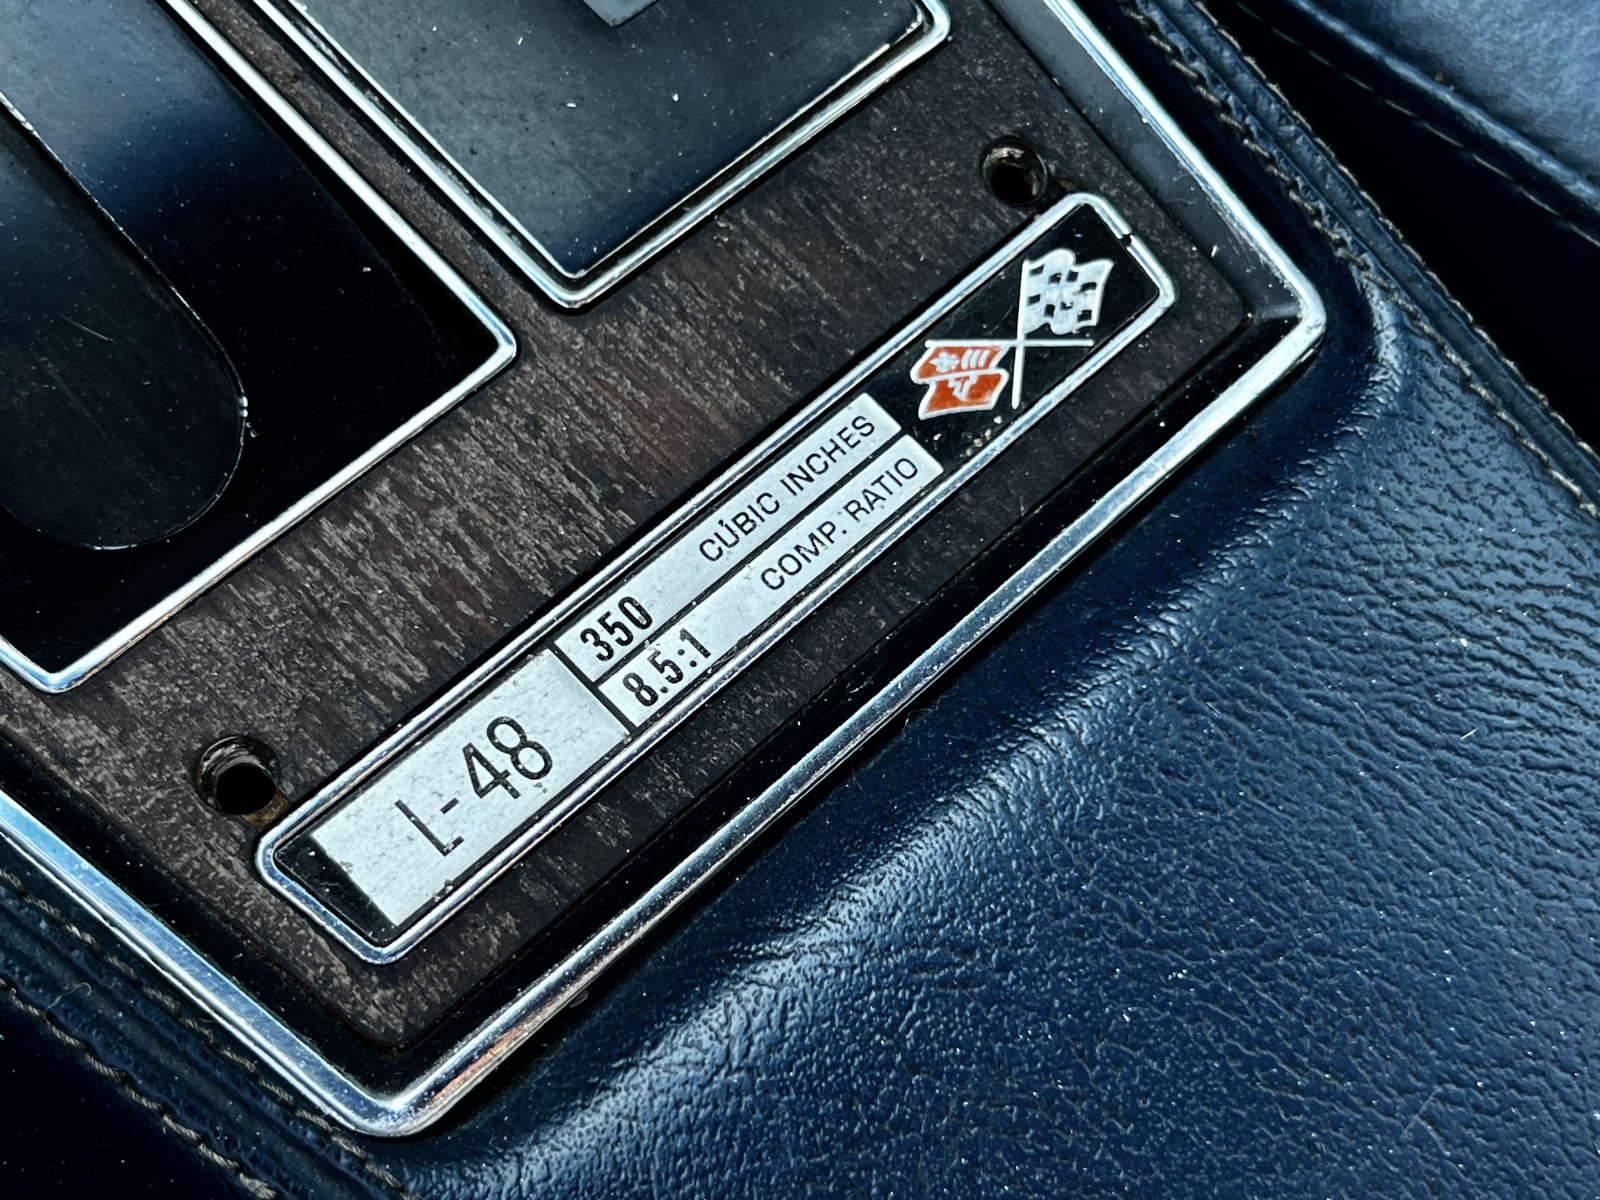 L-48
350 CUBIC INCHES
8.5:1 COMP. RATIO